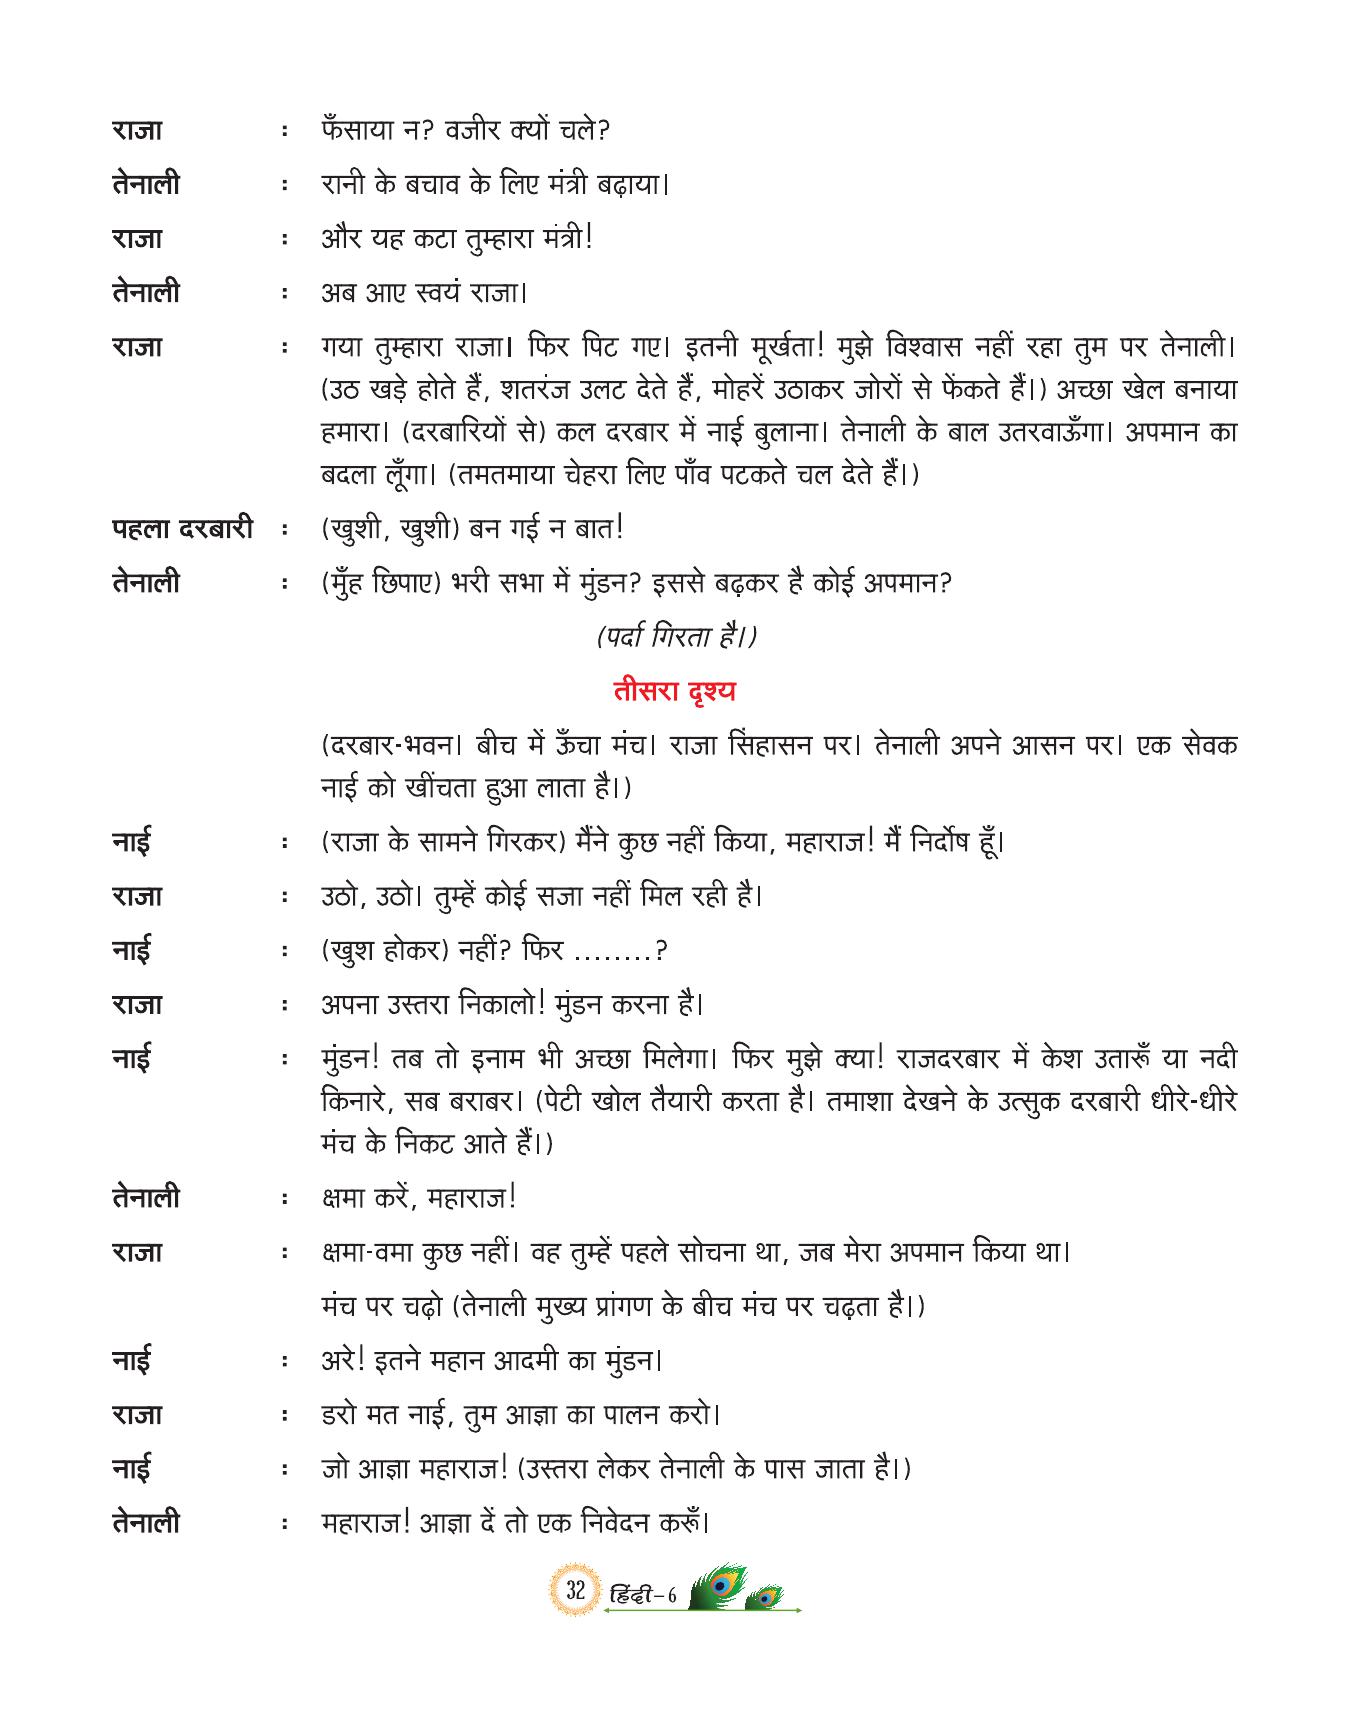 राजा : फँसाया न? वजीर क्यों चले?
तेनाली : रानी के बचाव के लिए मंत्री बढ़ाया।
राजा : और यह कटा तुम्हारा मंत्री!
तेनाली : अब आए स्वयं राजा।
राजा : गया तुम्हारा राजा। फिर पिट गए। इतनी मूर्खता! मुझे विश्वास नहीं रहा तुम पर तेनाली।
(उठ खड़े होते हैं, शतरंज उलट देते हैं, मोहरें उठाकर जोरों से फेंकते हैं।) अच्छा खेल बनाया
हमारा। (दरबारियों से) कल दरबार में नाई बुलाना। तेनाली के बाल उतरवाऊँगा। अपमान का
बदला लूँगा। (तमतमाया चेहरा लिए पाँव पटकते चल देते हैं।)
पहला दरबारी : (खुशी, खुशी) बन गई न बात!
तेनाली : (मुँह छिपाए) भरी सभा में मुंडन? इससे बढ़कर है कोई अपमान?
(पर्दा गिरता है।)
तीसरा दृश्य
(दरबार-भवन। बीच में ऊँचा मंच। राजा सिंहासन पर। तेनाली अपने आसन पर। एक सेवक
नाई को खींचता हुआ लाता है।)
नाई : (राजा के सामने गिरकर) मैंने कुछ नहीं किया, महाराज! मैं निर्दोष हूँ।
राजा : उठो, उठो। तुम्हें कोई सजा नहीं मिल रही है।
नाई : (खुश होकर) नहीं? फिर ........?
राजा : अपना उस्तरा निकालो! मुंडन करना है।
नाई : मुंडन! तब तो इनाम भी अच्छा मिलेगा। फिर मुझे क्या! राजदरबार में केश उतारूँ या नदी
किनारे, सब बराबर। (पेटी खोल तैयारी करता है। तमाशा देखने के उत्सुक दरबारी धीरे-धीरे
मंच के निकट आते हैं।)
तेनाली : क्षमा करें, महाराज!
राजा : क्षमा-वमा कुछ नहीं। वह तुम्हें पहले सोचना था, जब मेरा अपमान किया था।
मंच पर चढ़ो (तेनाली मुख्य प्रांगण के बीच मंच पर चढ़ता है।)
नाई : अरे! इतने महान आदमी का मुंडन।
राजा : डरो मत नाई, तुम आज्ञा का पालन करो।
नाई : जो आज्ञा महाराज! (उस्तरा लेकर तेनाली के पास जाता है।)
तेनाली : महाराज! आज्ञा दें तो एक निवेदन करूँ।
32 हिंदी–6